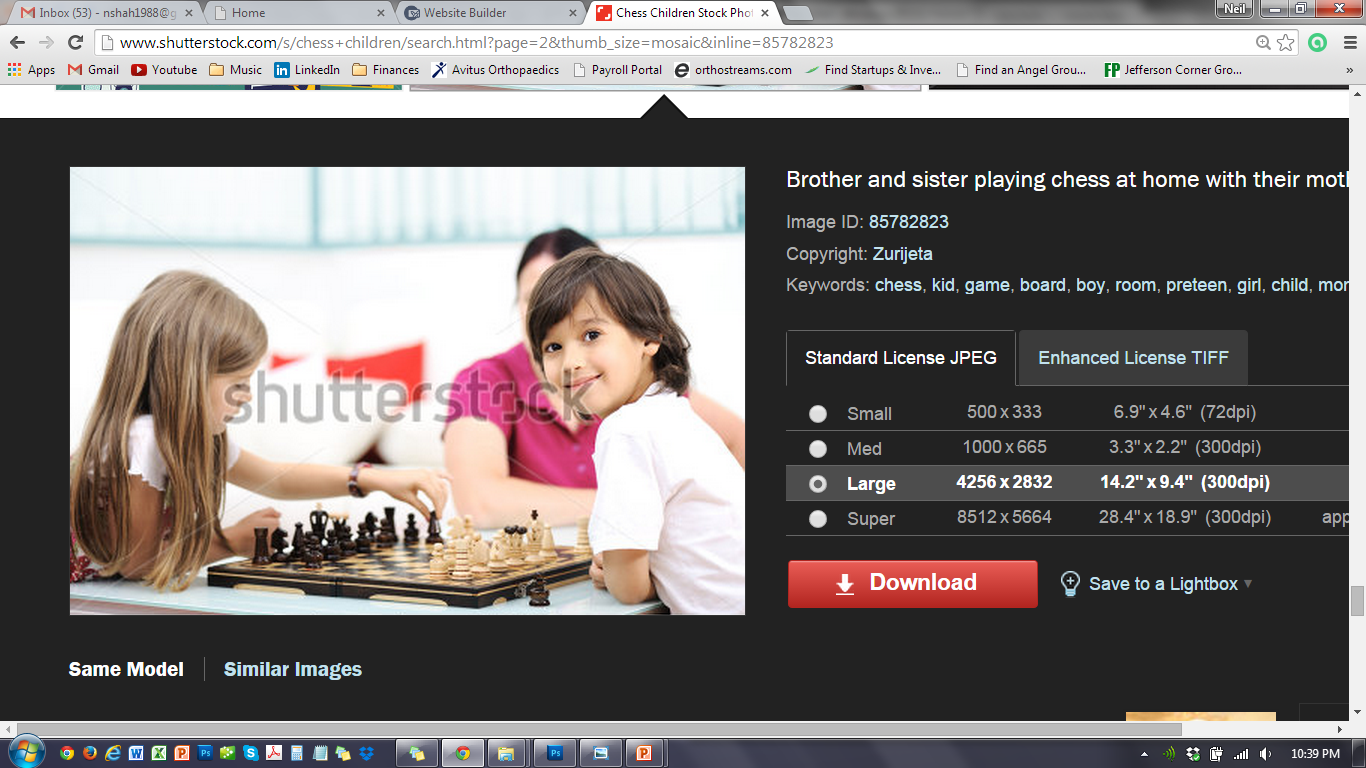 Inbox (53) - nshah1988@g
Home
Website Builder
Chess Children Stock Phot
Neil
www.shutterstock.com/s/chess+children/search.html?page=2&thumb_size=mosaic&inline=85782823
Apps Gmail Youtube Music LinkedIn Finances Avitus Orthopaedics Payroll Portal orthostreams.com Find Startups & Inve... Find an Angel Grou... FP Jefferson Corner Gro... »
Brother and sister playing chess at home with their moth
Image ID: 85782823
Copyright: Zurijeta
Keywords: chess, kid, game, board, boy, room, preteen, girl, child, mor
shutterstock
Standard License JPEG Enhanced License TIFF
Small 500 x 333 6.9" x 4.6" (72dpi)
Med 1000 x 665 3.3" x 2.2" (300dpi)
Large 4256 x 2832 14.2" x 9.4" (300dpi)
Super 8512 x 5664 28.4" x 18.9" (300dpi) app
Download Save to a Lightbox
Same Model Similar Images
10:39 PM